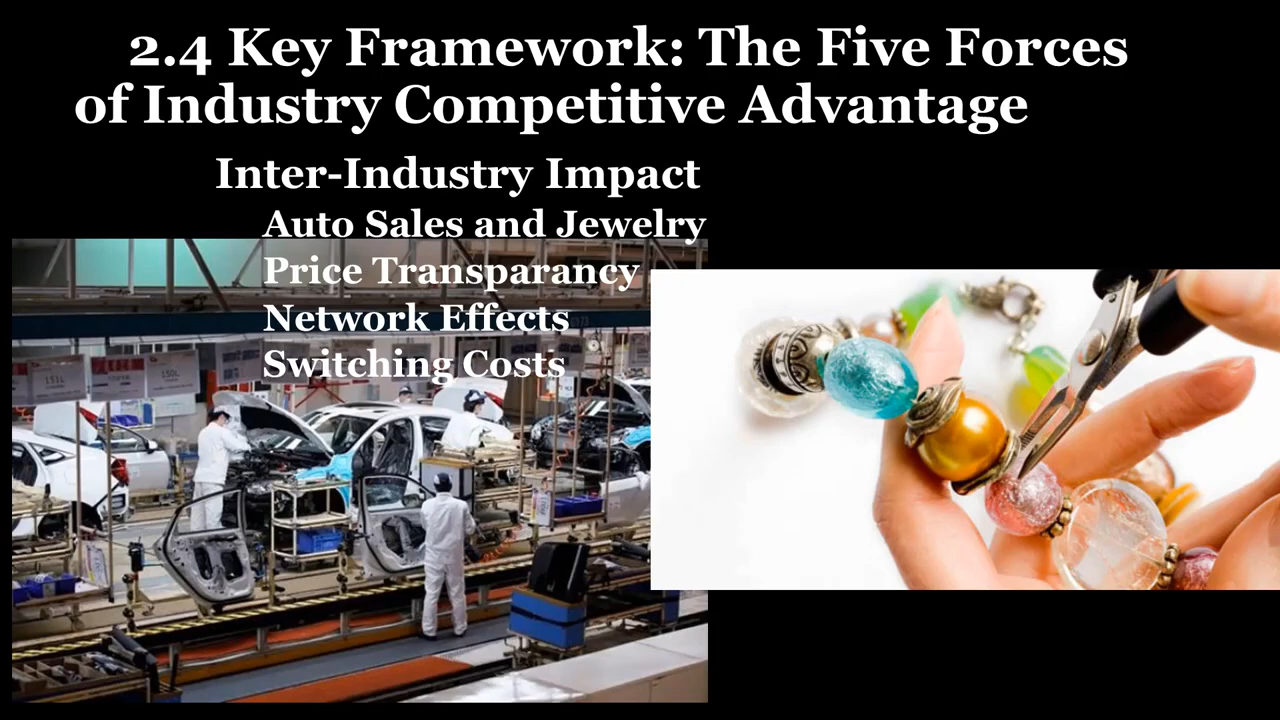 2.4 Key Framework: The Five Forces
of Industry Competitive Advantage
Inter-Industry Impact
Auto Sales and Jewelry
Price Transparancy
Network Effects
Switching Costs